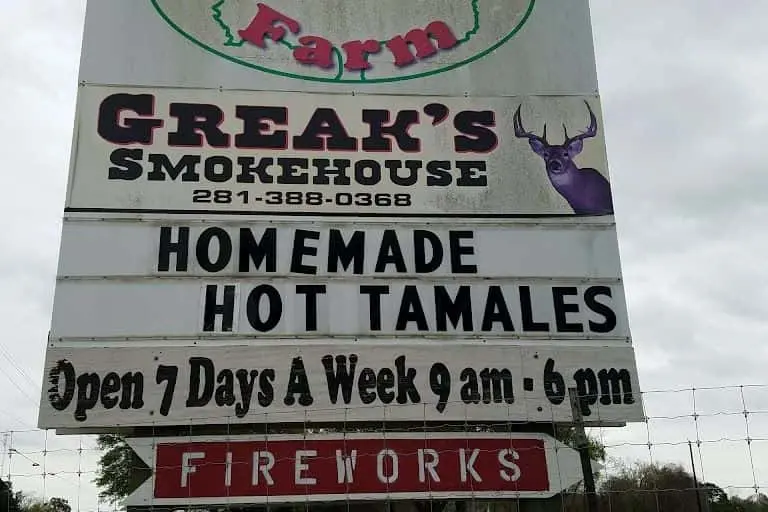 Farm
GREAK'S
SMOKEHOUSE
281-388-0368
HOMEMADE
HOT TAMALES
Open 7 Days A Week 9 am - 6 pm
FIREWORKS